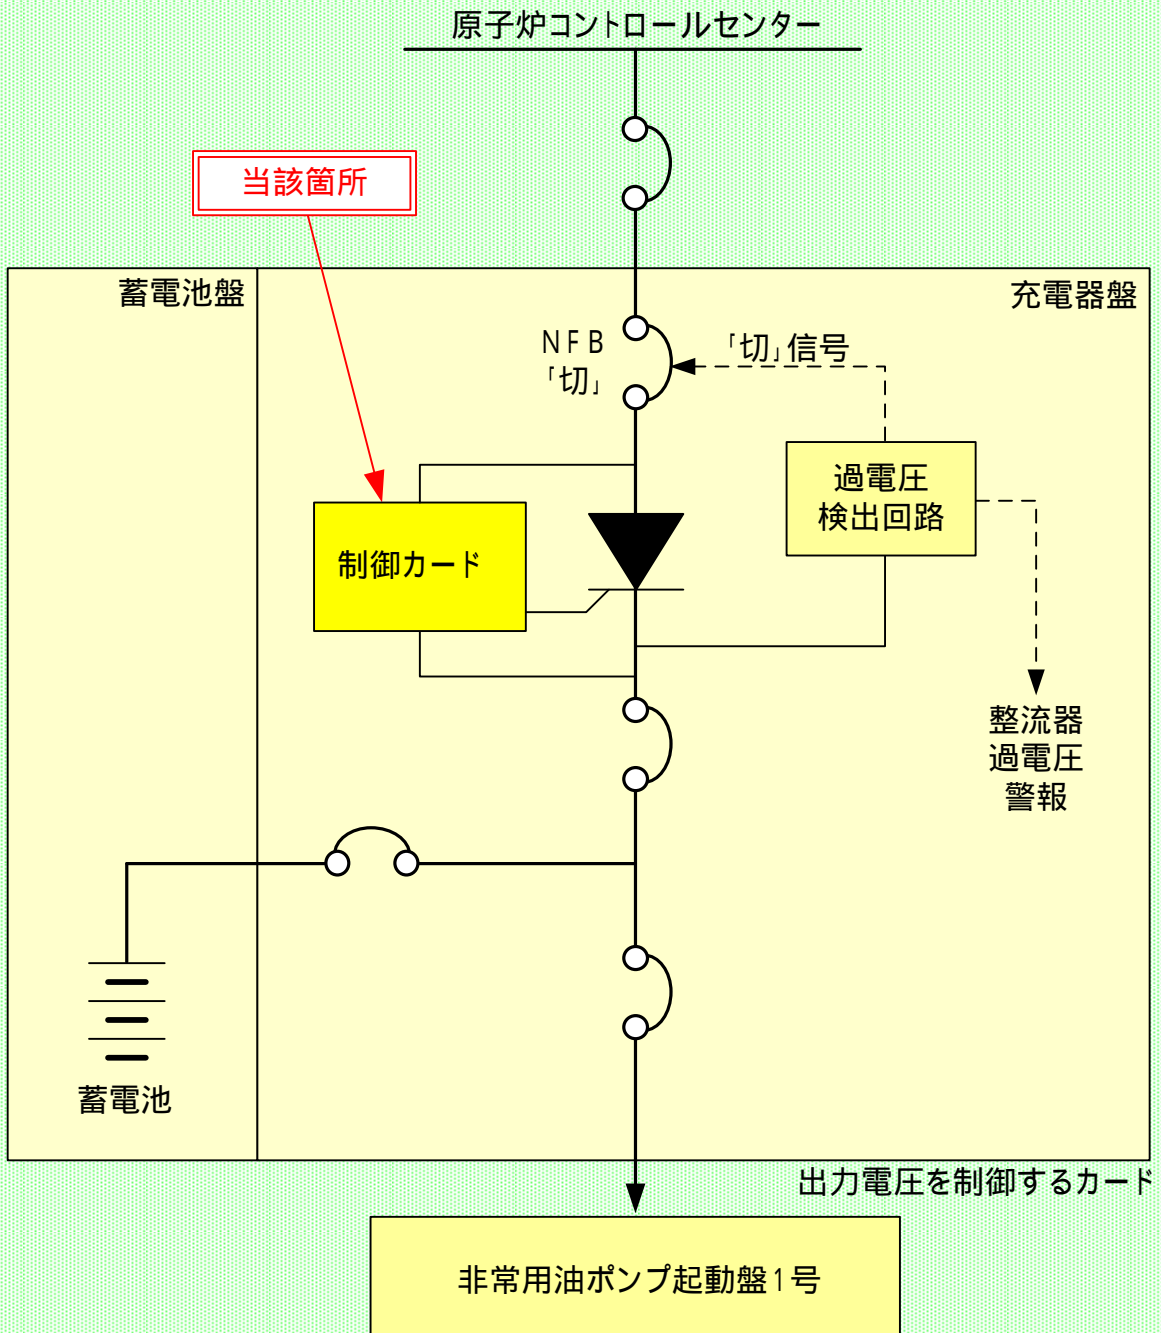 原子炉コントロールセンター
当該箇所
蓄電池盤
充電器盤
NFB
「切」
「切」信号
過電圧
検出回路
制御カード
整流器
過電圧
警報
蓄電池
出力電圧を制御するカード
非常用油ポンプ起動盤1号